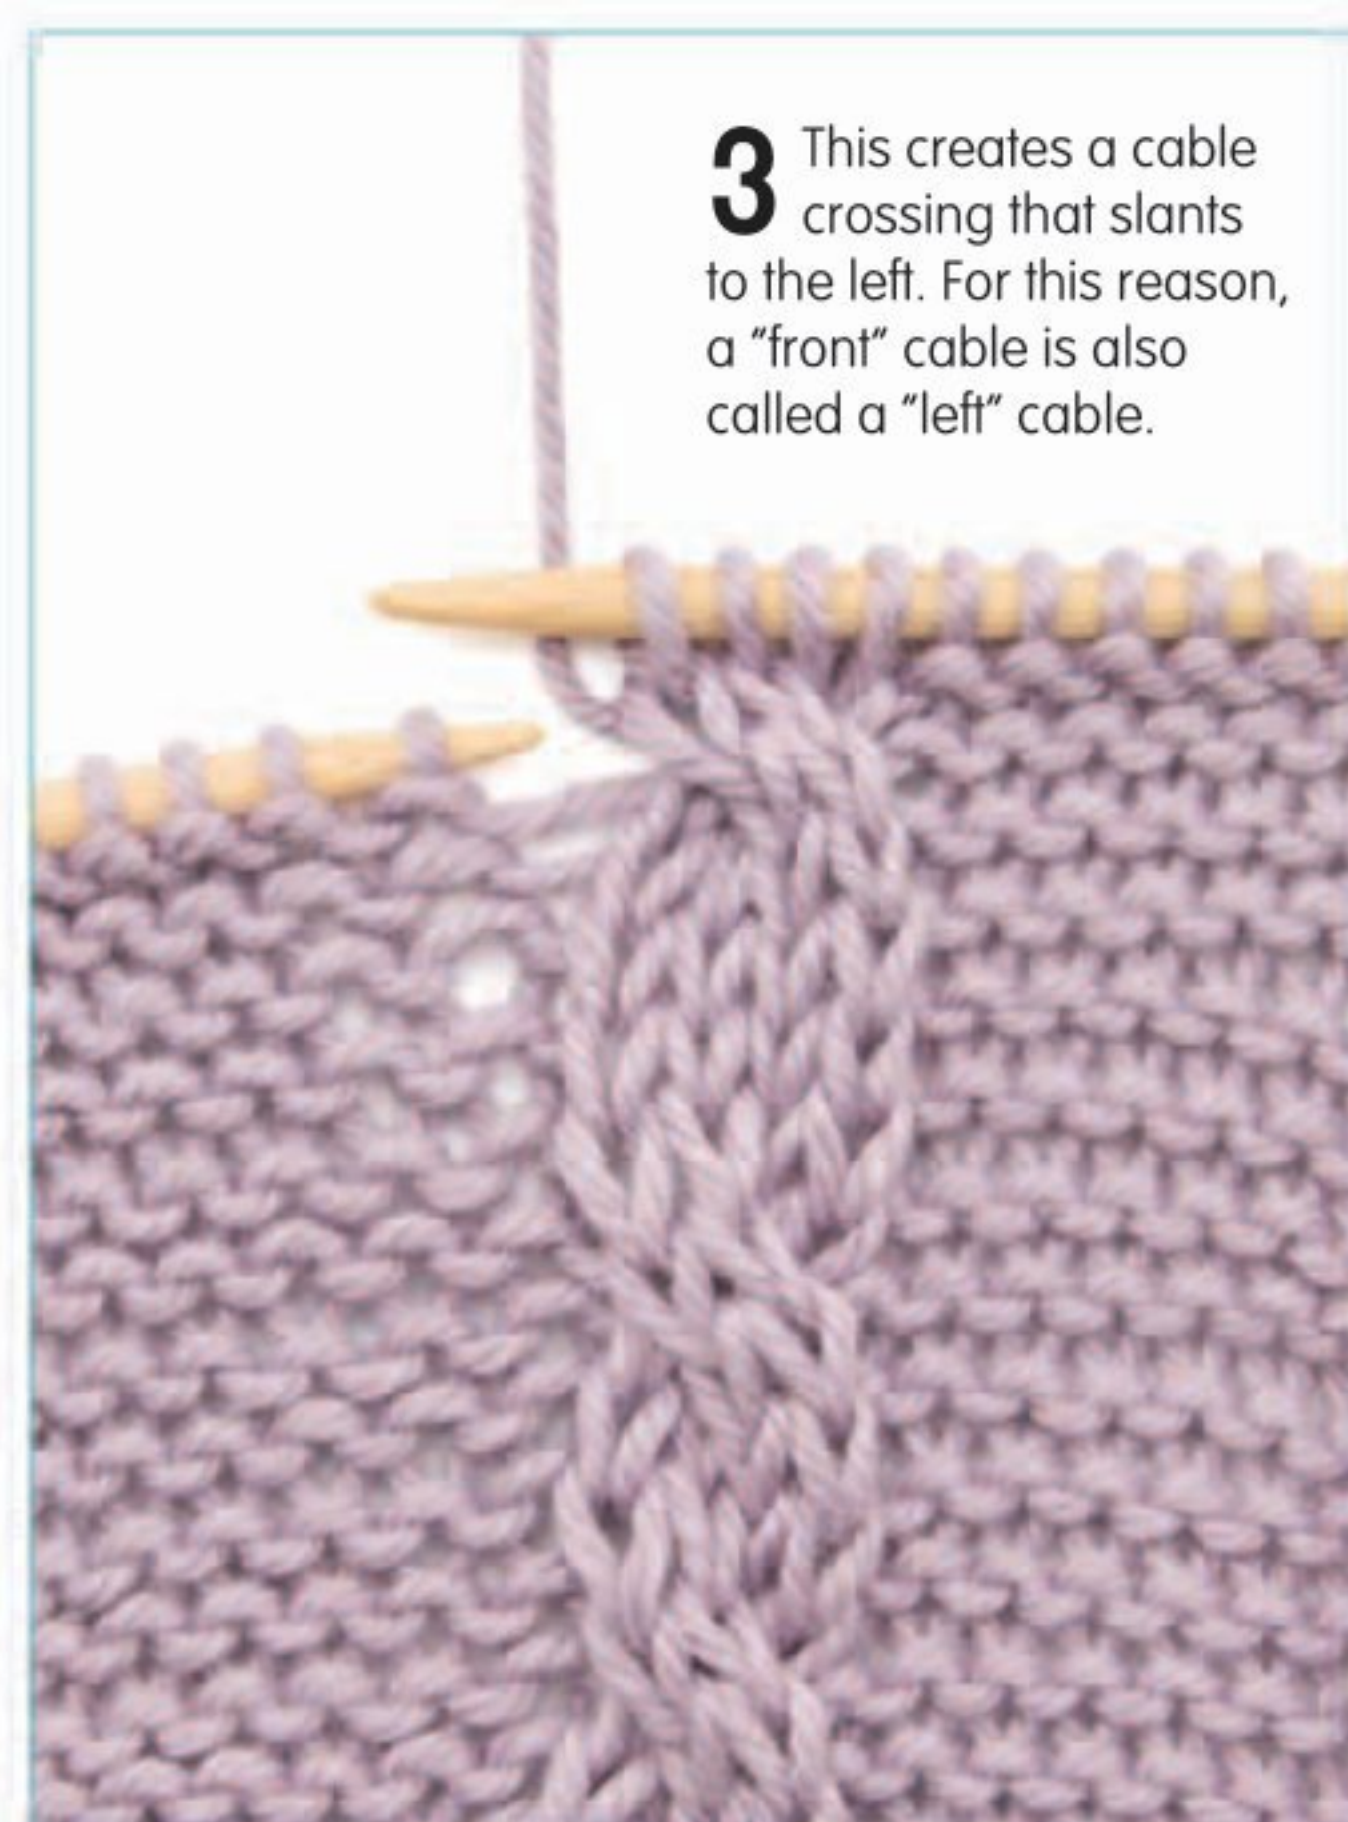 3 This creates a cable
crossing that slants
to the left. For this reason,
a “front” cable is also
called a “left” cable.